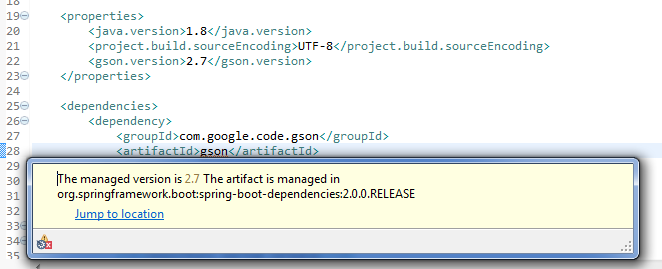 18
19 <properties>
20 <java.version>1.8</java.version>
21 <project.build.sourceEncoding>UTF-8</project.build.sourceEncoding>
22 <gson.version>2.7</gson.version>
23 </properties>
24
25 <dependencies>
26 <dependency>
27 <groupId>com.google.code.gson</groupId>
28 <artifactId>gson</artifactId>
29
30 The managed version is 2.7 The artifact is managed in
31 org.springframework.boot:spring-boot-dependencies:2.0.0.RELEASE
32 Jump to location
33
34
35